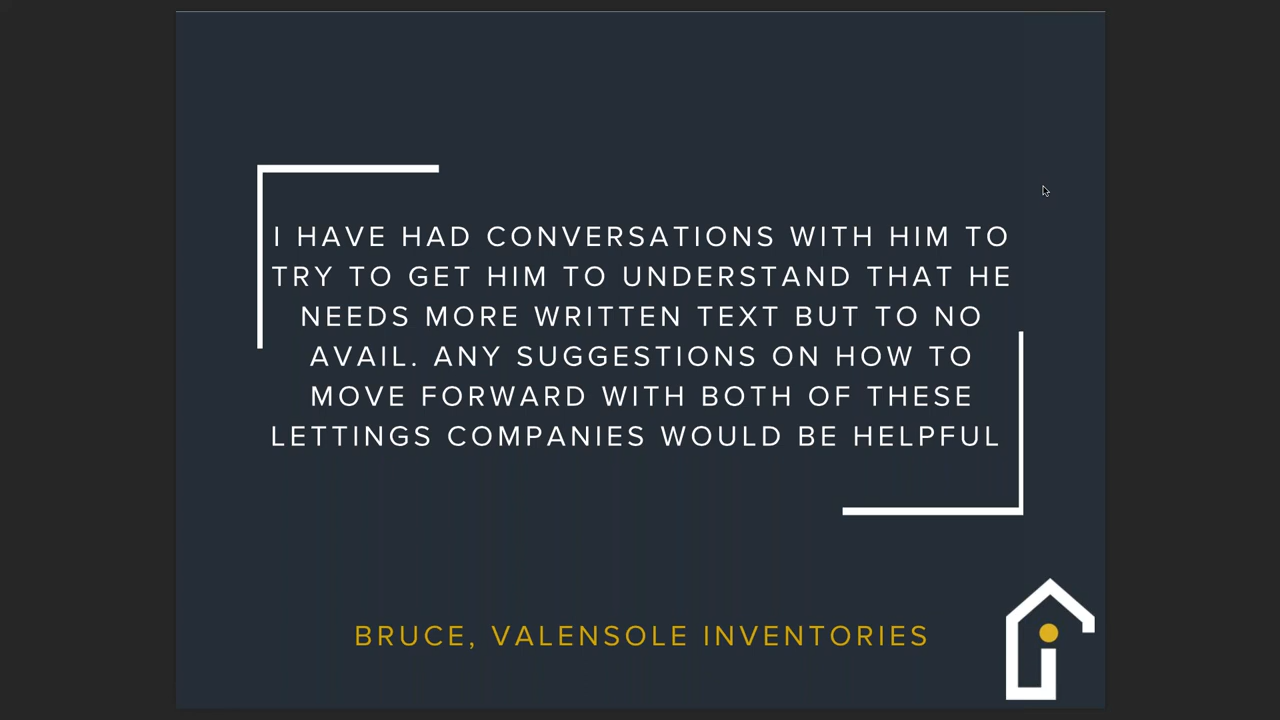 I HAVE HAD CONVERSATIONS WITH HIM TO
TRY TO GET HIM TO UNDERSTAND THAT HE
NEEDS MORE WRITTEN TEXT BUT TO NO
AVAIL. ANY SUGGESTIONS ON HOW TO
MOVE FORWARD WITH BOTH OF THESE
LETTINGS COMPANIES WOULD BE HELPFUL
BRUCE, VALENSOLE INVENTORIES